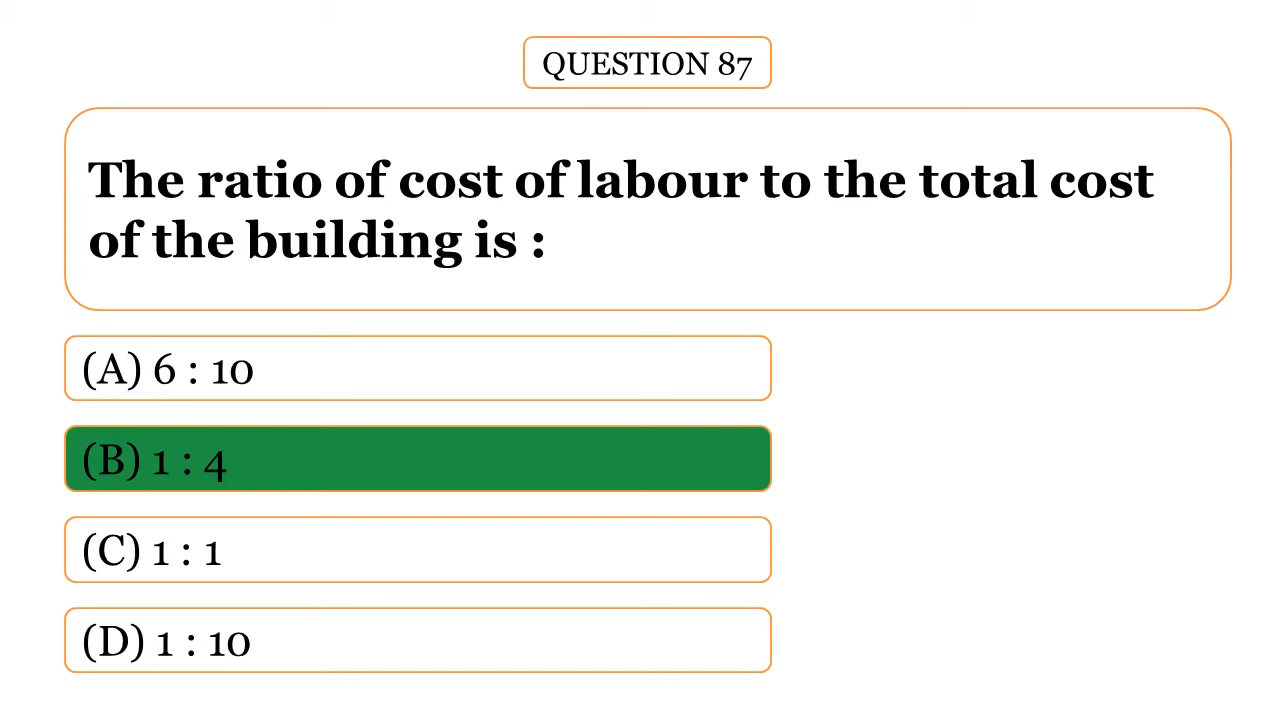 QUESTION 87
The ratio of cost of labour to the total cost
of the building is :
(A) 6 : 10
(B) 1 : 4
(C) 1 : 1
(D) 1 : 10